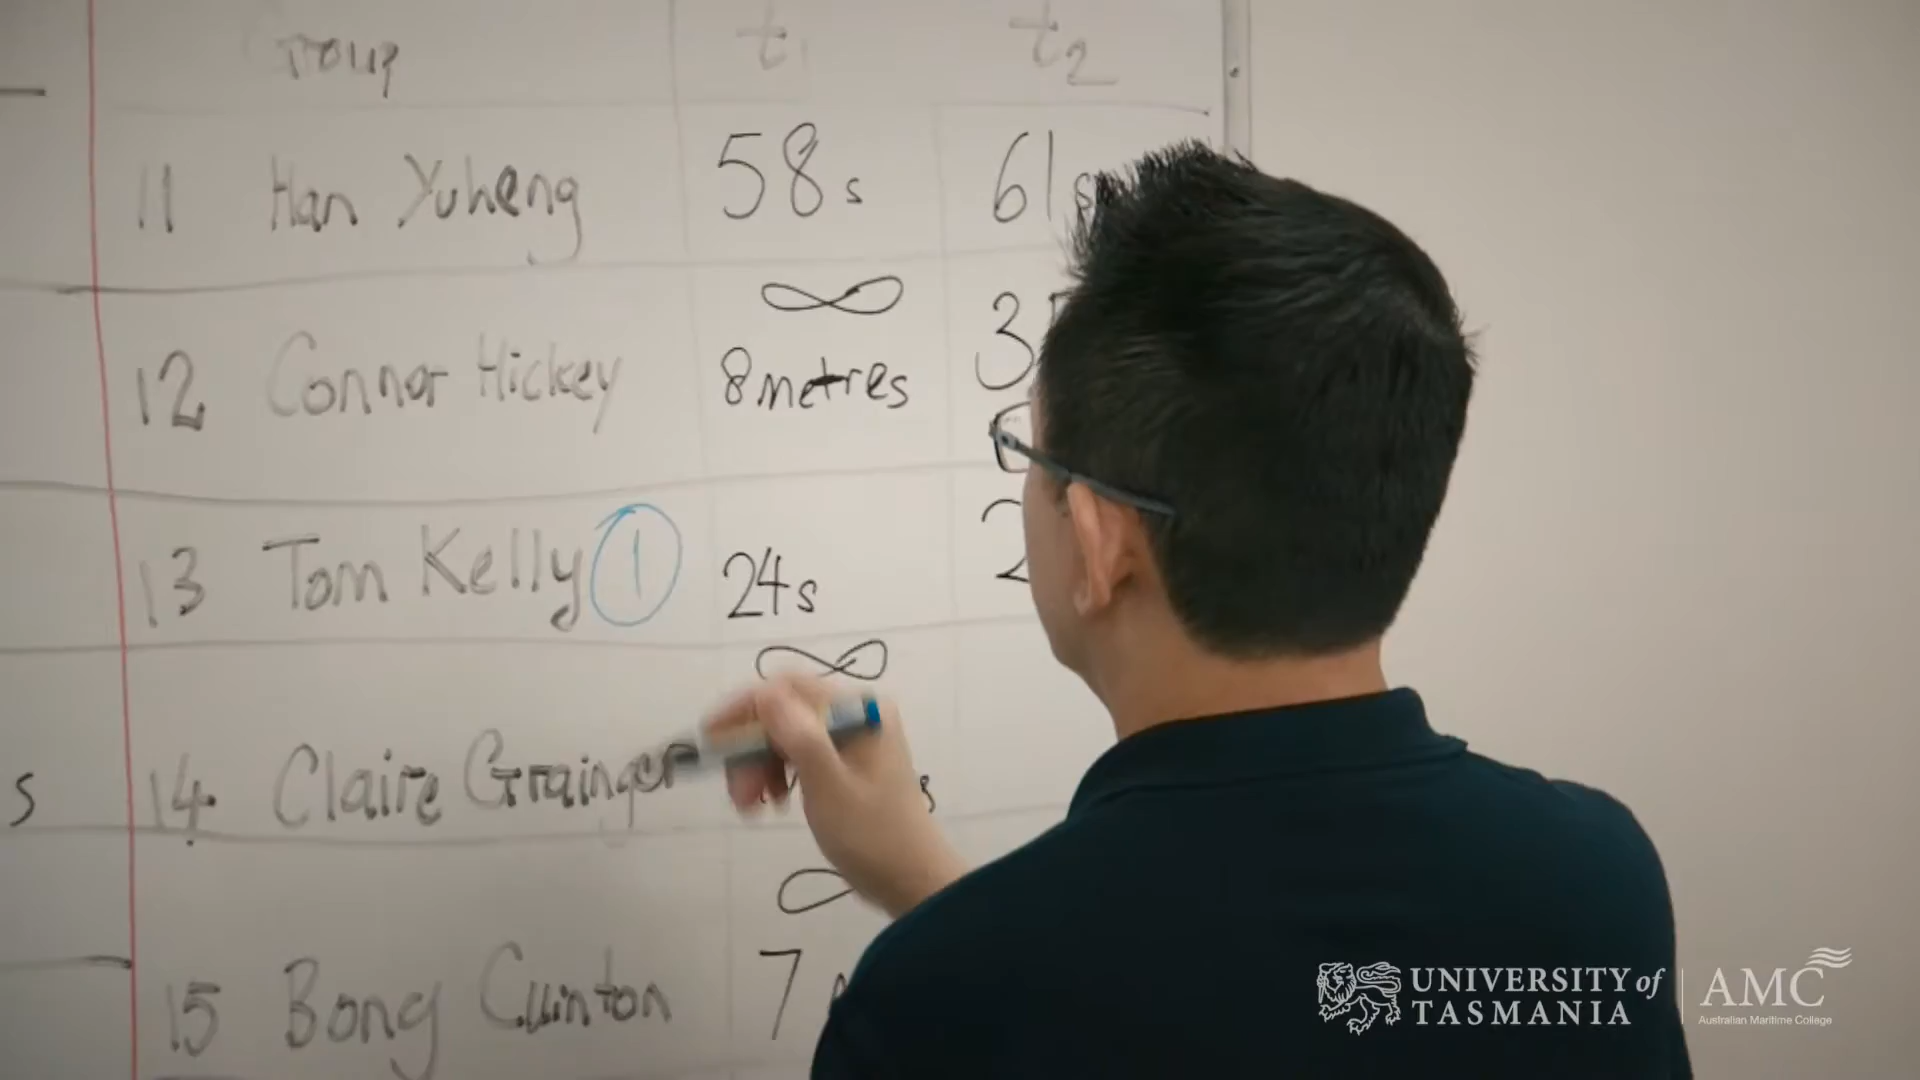 Group t1 t2
11 Han Yuheng 58s 61s
∞
12 Connor Hickey 8metres
13 Tom Kelly 1 24s
∞
s 14 Claire Grainger
15 Bong Clinton 7
UNIVERSITY of
TASMANIA
AMC
Australian Maritime College